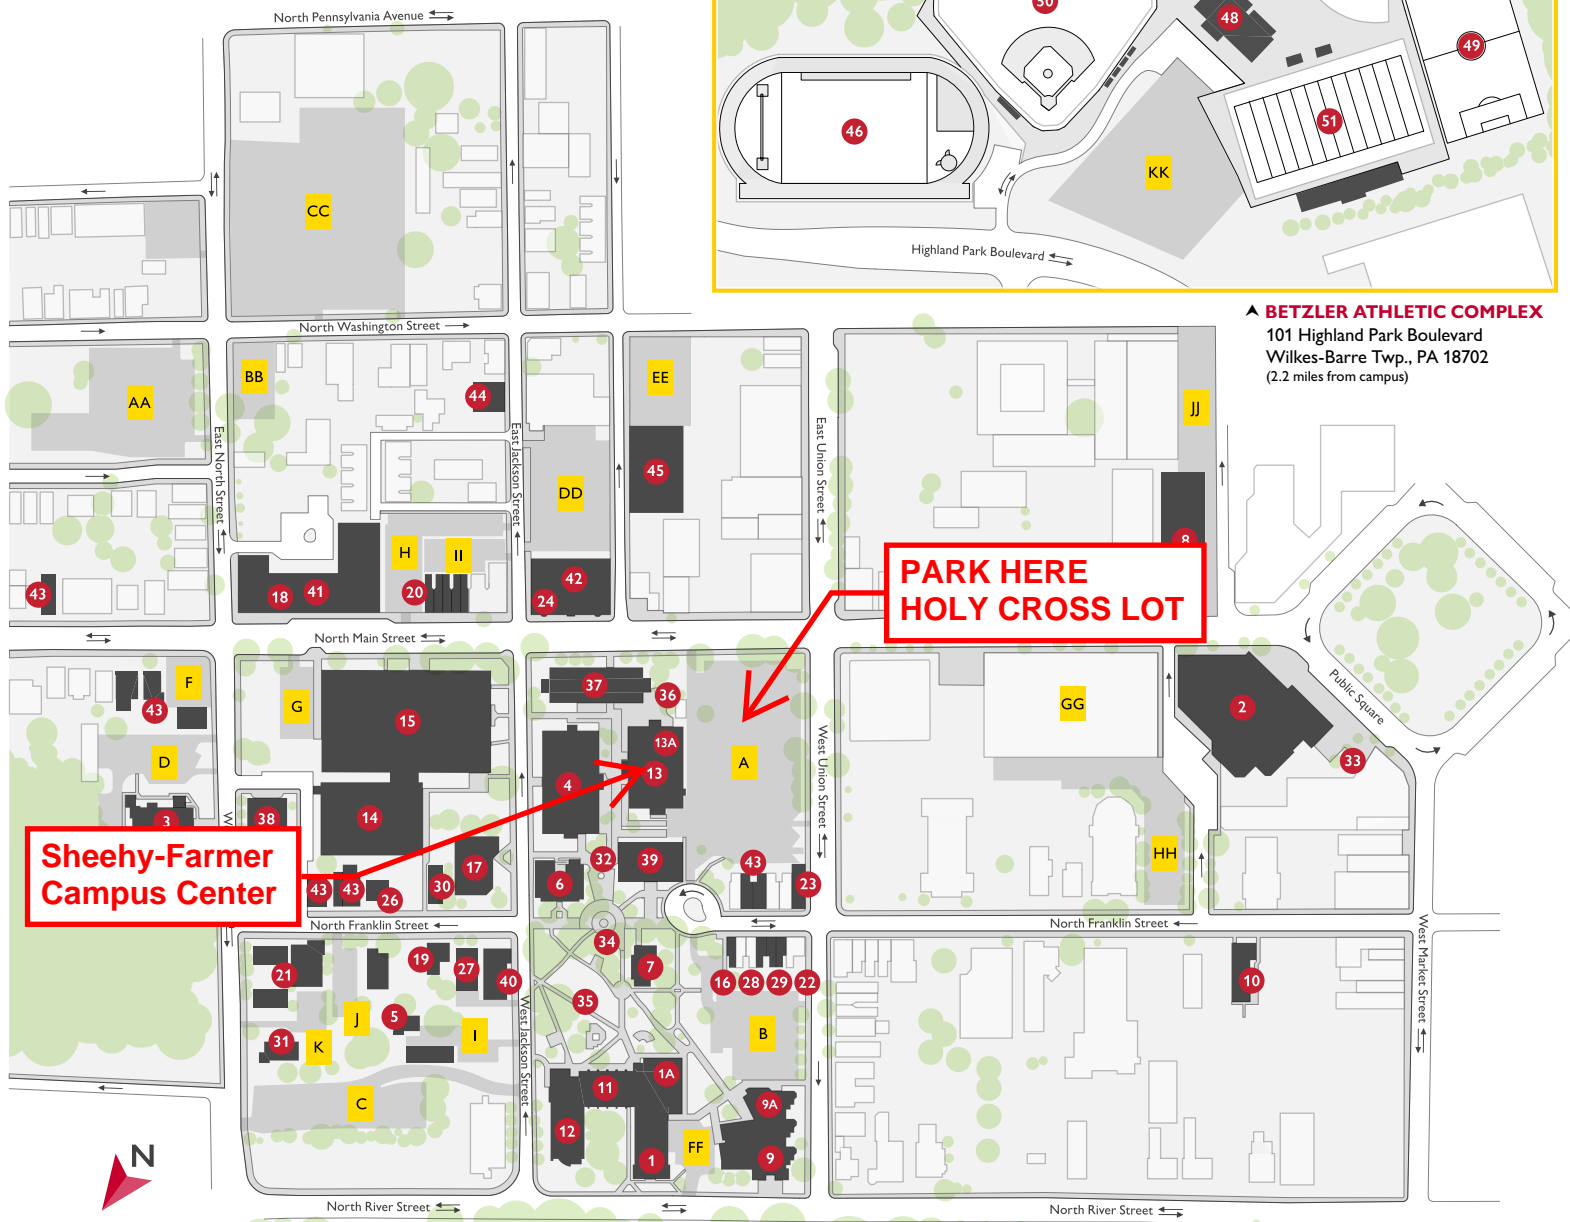 North Pennsylvania Avenue
50
48
49
46
51
CC
KK
Highland Park Boulevard
BETZLER ATHLETIC COMPLEX
101 Highland Park Boulevard
Wilkes-Barre Twp., PA 18702
(2.2 miles from campus)
North Washington Street
BB
EE
44
AA
JJ
East North Street
East Jackson Street
East Union Street
45
DD
8
H
II
42
43
18
41
20
24
PARK HERE
HOLY CROSS LOT
North Main Street
F
43
G
15
37
36
13A
13
A
GG
2
Public Square
33
D
4
West Union Street
3
W
38
14
HH
Sheehy-Farmer
Campus Center
32
39
43
17
6
23
43
43
26
30
North Franklin Street
North Franklin Street
West Market Street
34
21
19
27
40
7
16
28
29
22
10
35
West Jackson Street
J
5
I
B
31
K
1A
11
C
9A
12
FF
1
9
N
North River Street
North River Street